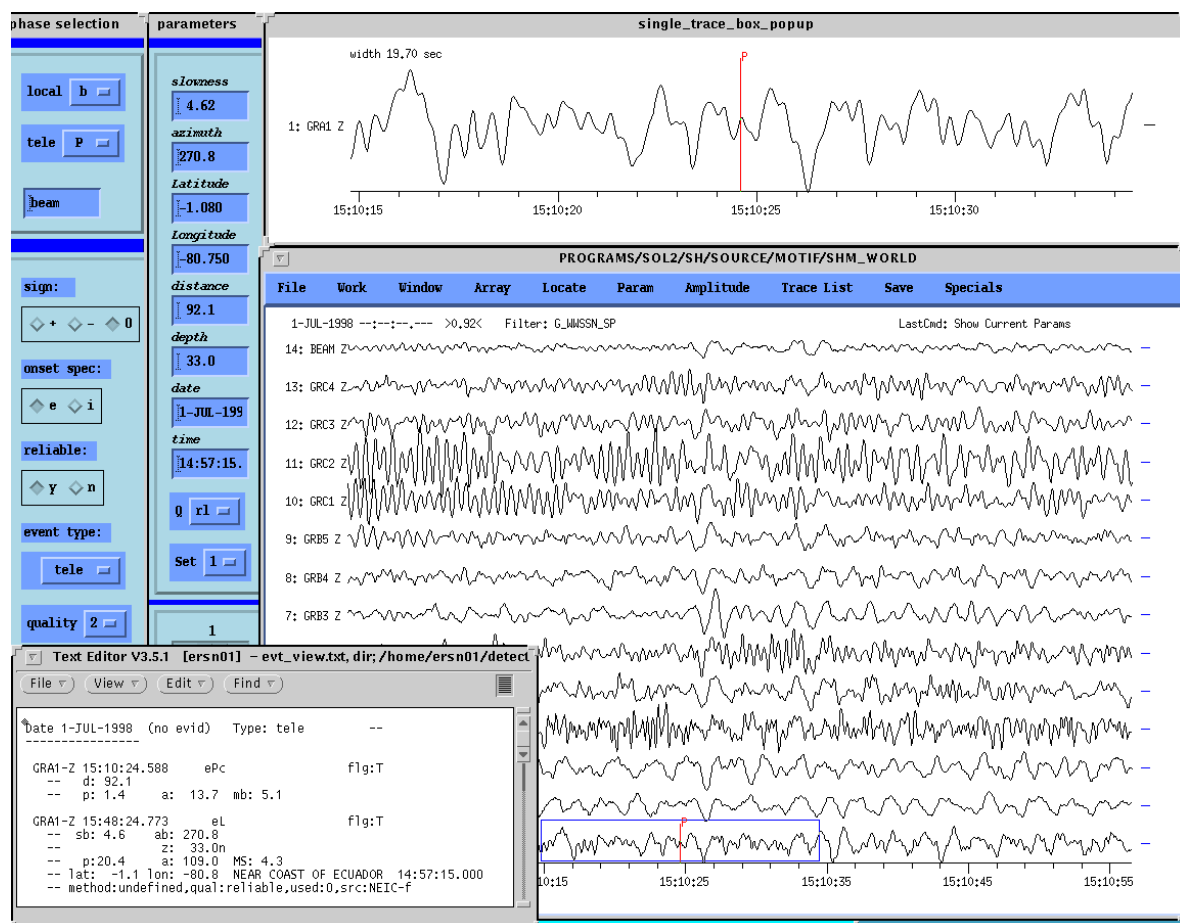 phase selection
local b
tele P
beam
sign:
+ - 0
onset spec:
e i
reliable:
y n
event type:
tele
quality 2
parameters
slowness
4.62
azimuth
270.8
Latitude
-1.080
Longitude
-80.750
distance
92.1
depth
33.0
date
1-JUL-199
time
14:57:15.
Q rl
Set 1
1
single_trace_box_popup
width 19.70 sec
P
1: GRA1 Z
15:10:15 15:10:20 15:10:25 15:10:30
PROGRAMS/SOL2/SH/SOURCE/MOTIF/SHM_WORLD
File Work Window Array Locate Param Amplitude Trace List Save Specials
1-JUL-1998 --:--:--.--- >0.92< Filter: G_WWSSN_SP LastCmd: Show Current Params
14: BEAM Z
13: GRC4 Z
12: GRC3 Z
11: GRC2 Z
10: GRC1 Z
9: GRB5 Z
8: GRB4 Z
7: GRB3 Z
P
10:15 15:10:25 15:10:35 15:10:45 15:10:55
Text Editor V3.5.1 [ersn01] - evt_view.txt, dir;/home/ersn01/detect
File View Edit Find
Date 1-JUL-1998 (no evid) Type: tele --
----------------
GRA1-Z 15:10:24.588 ePc flg:T
-- d: 92.1
-- p: 1.4 a: 13.7 mb: 5.1
GRA1-Z 15:48:24.773 eL flg:T
-- sb: 4.6 ab: 270.8
-- z: 33.0n
-- p:20.4 a: 109.0 MS: 4.3
-- lat: -1.1 lon: -80.8 NEAR COAST OF ECUADOR 14:57:15.000
-- method:undefined,qual:reliable,used:0,src:NEIC-f